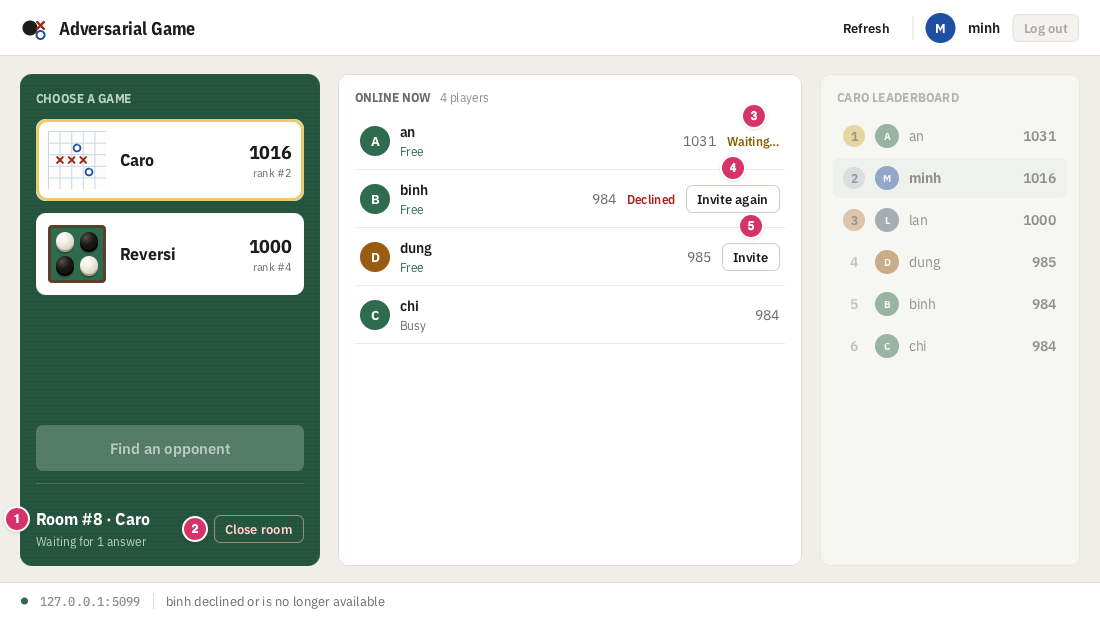 Adversarial Game
Refresh
M
minh
Log out
CHOOSE A GAME
Caro
1016
rank #2
Reversi
1000
rank #4
Find an opponent
1
Room #8 · Caro
Waiting for 1 answer
2
Close room
ONLINE NOW 4 players
3
A
an
Free
1031
Waiting...
4
B
binh
Free
984
Declined
Invite again
5
D
dung
Free
985
Invite
C
chi
Busy
984
CARO LEADERBOARD
1 A an 1031
2 M minh 1016
3 L lan 1000
4 D dung 985
5 B binh 984
6 C chi 984
127.0.0.1:5099
binh declined or is no longer available